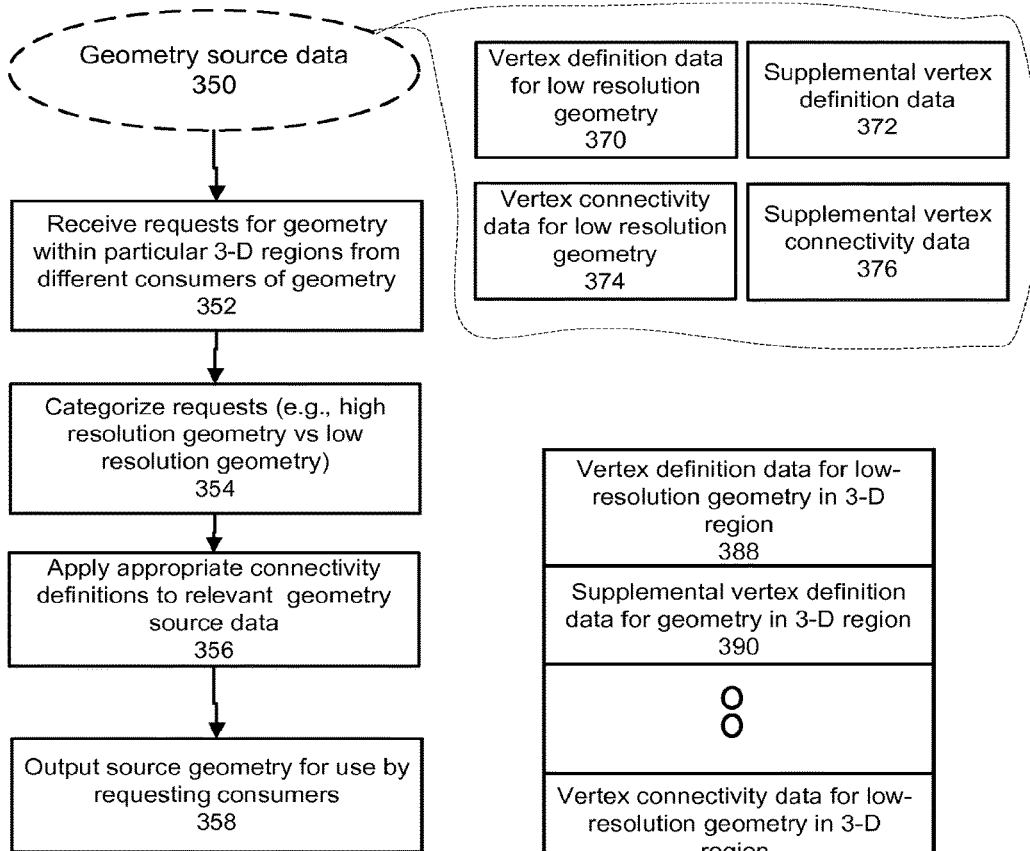 Geometry source data
350
Receive requests for geometry
within particular 3-D regions from
different consumers of geometry
352
Categorize requests (e.g., high
resolution geometry vs low
resolution geometry)
354
Apply appropriate connectivity
definitions to relevant geometry
source data
356
Output source geometry for use by
requesting consumers
358
Vertex definition data
for low resolution
geometry
370
Supplemental vertex
definition data
372
Vertex connectivity
data for low resolution
geometry
374
Supplemental vertex
connectivity data
376
Vertex definition data for low-
resolution geometry in 3-D
region
388
Supplemental vertex definition
data for geometry in 3-D region
390
Vertex connectivity data for low-
resolution geometry in 3-D
region